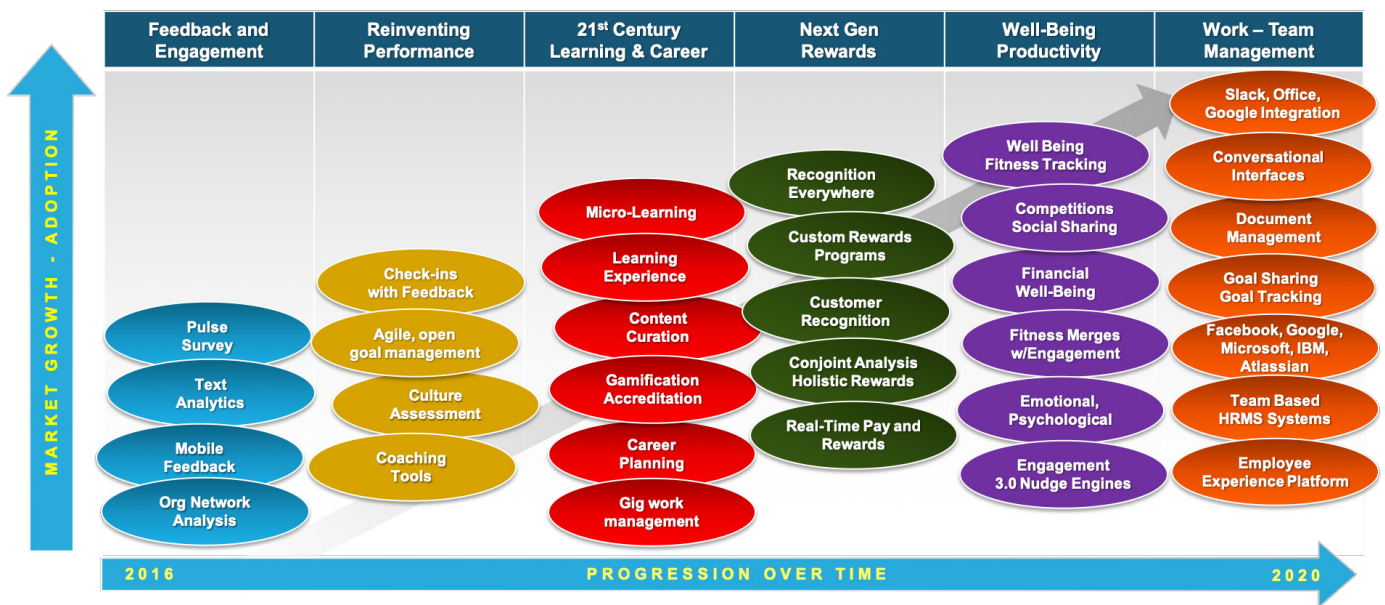 Feedback and
Engagement
Reinventing
Performance
21st Century
Learning & Career
Next Gen
Rewards
Well-Being
Productivity
Work – Team
Management
MARKET GROWTH - ADOPTION
Pulse
Survey
Text
Analytics
Mobile
Feedback
Org Network
Analysis
Check-ins
with Feedback
Agile, open
goal management
Culture
Assessment
Coaching
Tools
Micro-Learning
Learning
Experience
Content
Curation
Gamification
Accreditation
Career
Planning
Gig work
management
Recognition
Everywhere
Custom Rewards
Programs
Customer
Recognition
Conjoint Analysis
Holistic Rewards
Real-Time Pay and
Rewards
Well Being
Fitness Tracking
Competitions
Social Sharing
Financial
Well-Being
Fitness Merges
w/Engagement
Emotional,
Psychological
Engagement
3.0 Nudge Engines
Slack, Office,
Google Integration
Conversational
Interfaces
Document
Management
Goal Sharing
Goal Tracking
Facebook, Google,
Microsoft, IBM,
Atlassian
Team Based
HRMS Systems
Employee
Experience Platform
2016
PROGRESSION OVER TIME
2020